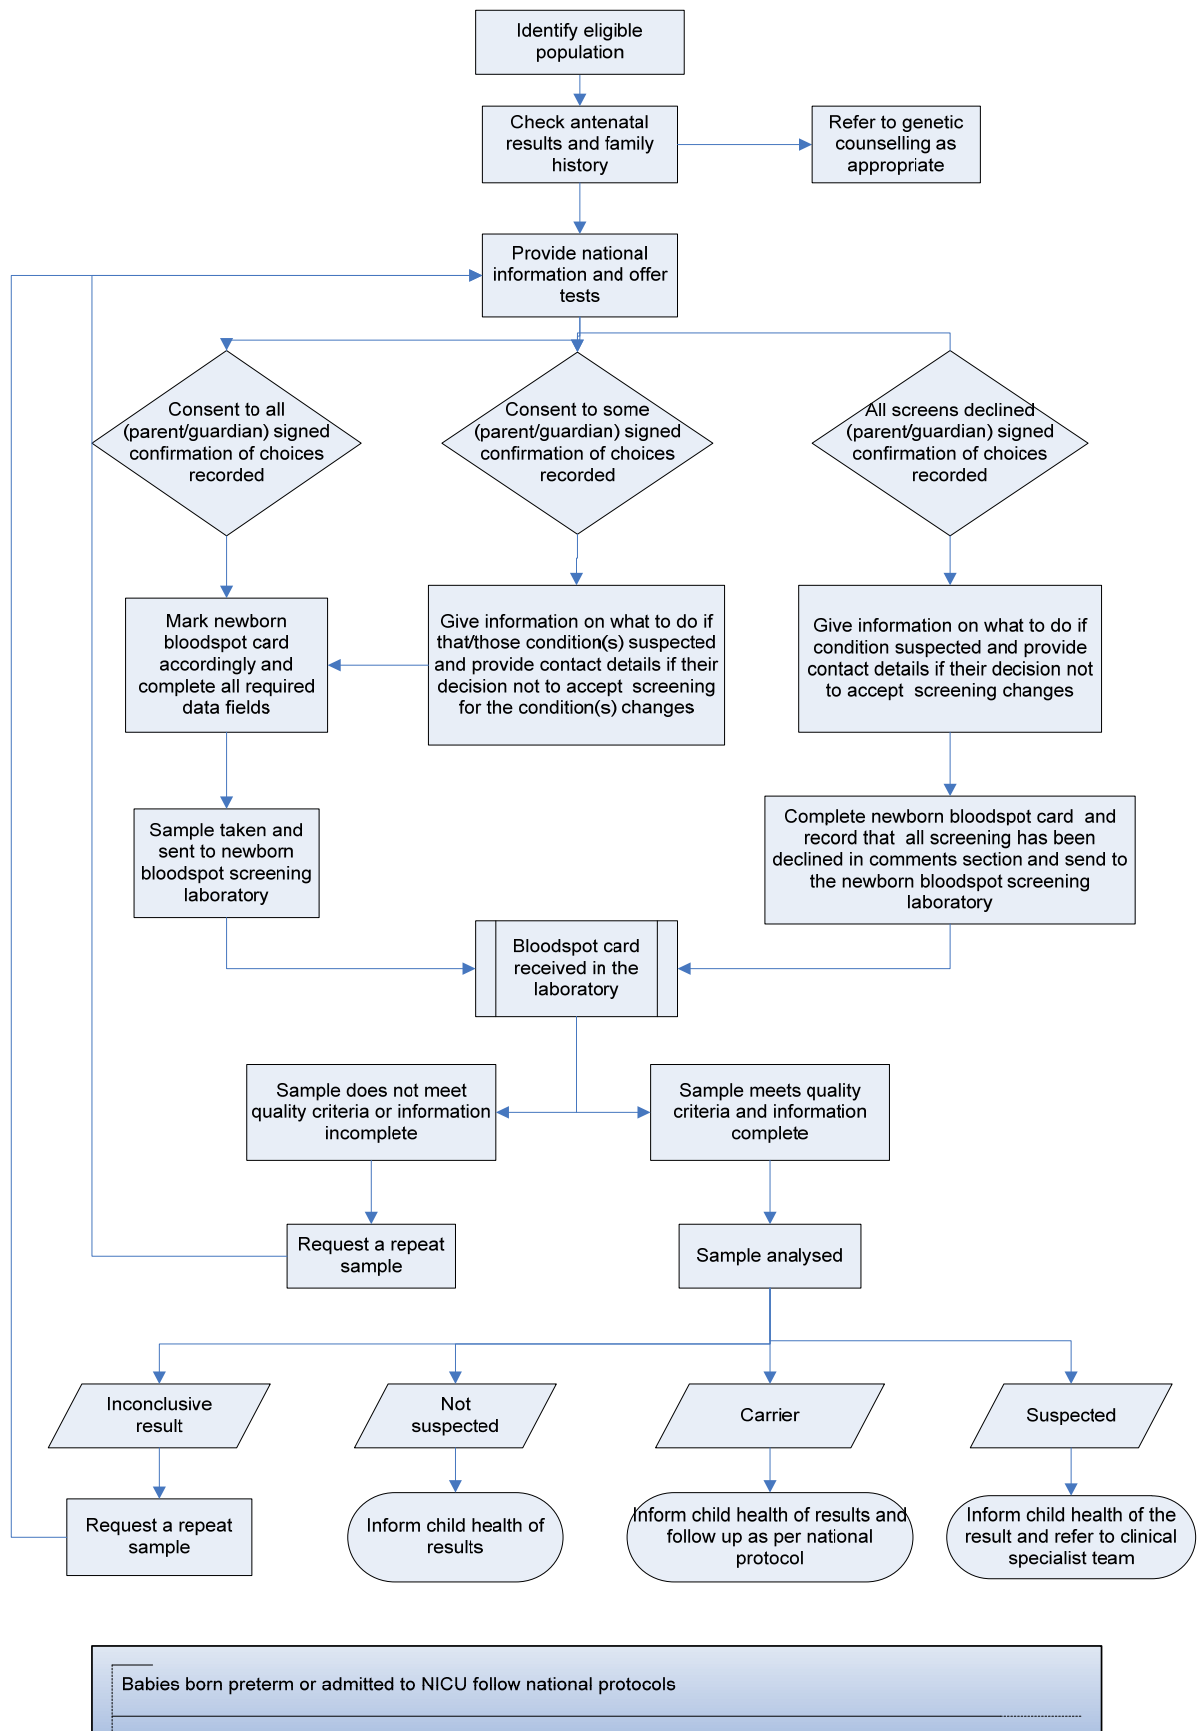 Identify eligible
population
Check antenatal
results and family
history
Refer to genetic
counselling as
appropriate
Provide national
information and offer
tests
Consent to all
(parent/guardian) signed
confirmation of choices
recorded
Consent to some
(parent/guardian) signed
confirmation of choices
recorded
All screens declined
(parent/guardian) signed
confirmation of choices
recorded
Mark newborn
bloodspot card
accordingly and
complete all required
data fields
Give information on what to do if
that/those condition(s) suspected
and provide contact details if their
decision not to accept screening
for the condition(s) changes
Give information on what to do if
condition suspected and provide
contact details if their decision not
to accept screening changes
Sample taken and
sent to newborn
bloodspot screening
laboratory
Complete newborn bloodspot card and
record that all screening has been
declined in comments section and send to
the newborn bloodspot screening
laboratory
Bloodspot card
received in the
laboratory
Sample does not meet
quality criteria or information
incomplete
Sample meets quality
criteria and information
complete
Request a repeat
sample
Sample analysed
Inconclusive
result
Not
suspected
Carrier
Suspected
Request a repeat
sample
Inform child health of
results
Inform child health of results and
follow up as per national
protocol
Inform child health of the
result and refer to clinical
specialist team
Babies born preterm or admitted to NICU follow national protocols